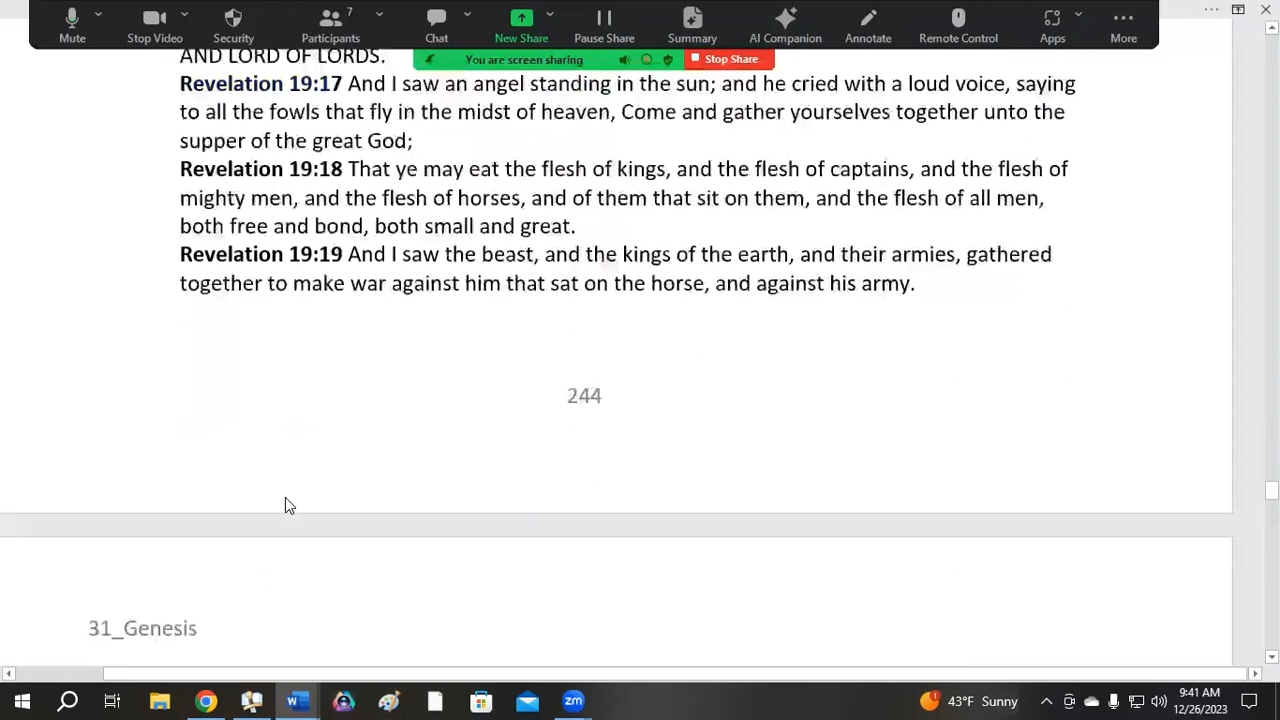 7
Mute
Stop Video
Security
Participants
Chat
New Share
Pause Share
Summary
AI Companion
Annotate
Remote Control
Apps
More
You are screen sharing
Stop Share
AND LORD OF LORDS.
Revelation 19:17 And I saw an angel standing in the sun; and he cried with a loud voice, saying
to all the fowls that fly in the midst of heaven, Come and gather yourselves together unto the
supper of the great God;
Revelation 19:18 That ye may eat the flesh of kings, and the flesh of captains, and the flesh of
mighty men, and the flesh of horses, and of them that sit on them, and the flesh of all men,
both free and bond, both small and great.
Revelation 19:19 And I saw the beast, and the kings of the earth, and their armies, gathered
together to make war against him that sat on the horse, and against his army.
244
31_Genesis
W
zm
1
43°F Sunny
9:41 AM
12/26/2023